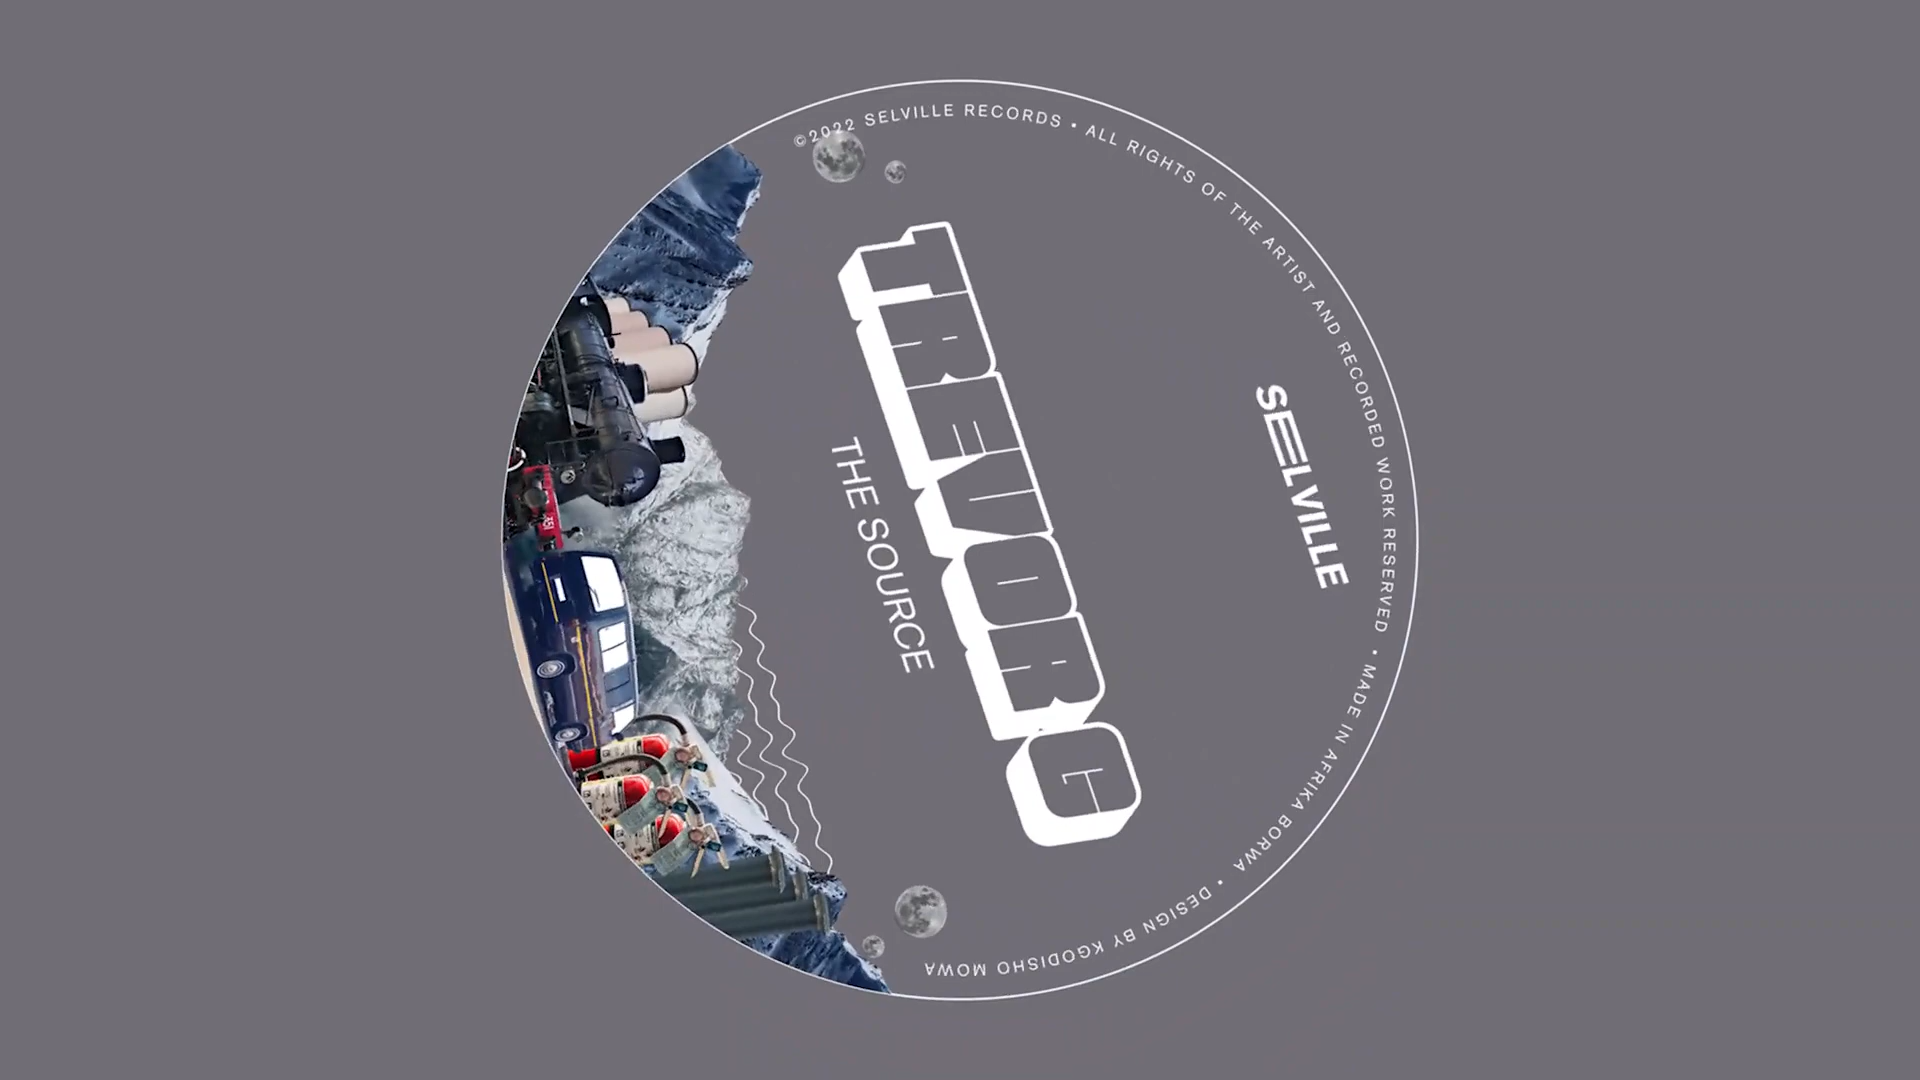 SELVILLE
TREVOR G
THE SOURCE
©2022 SELVILLE RECORDS • ALL RIGHTS OF THE ARTIST AND RECORDED WORK RESERVED • MADE IN AFRIKA BORWA • DESIGN BY KGODISHO MOWA
351